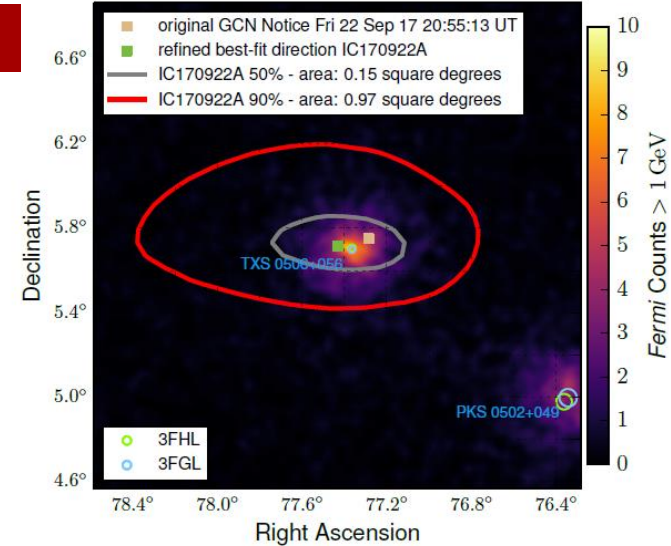 original GCN Notice Fri 22 Sep 17 20:55:13 UT
refined best-fit direction IC170922A
IC170922A 50% - area: 0.15 square degrees
IC170922A 90% - area: 0.97 square degrees
6.6°
6.2°
5.8°
5.4°
5.0°
4.6°
Declination
TXS 0506+056
PKS 0502+049
3FHL
3FGL
78.4°
78.0°
77.6°
77.2°
76.8°
76.4°
Right Ascension
10
9
8
7
6
5
4
3
2
1
0
Fermi Counts > 1 GeV